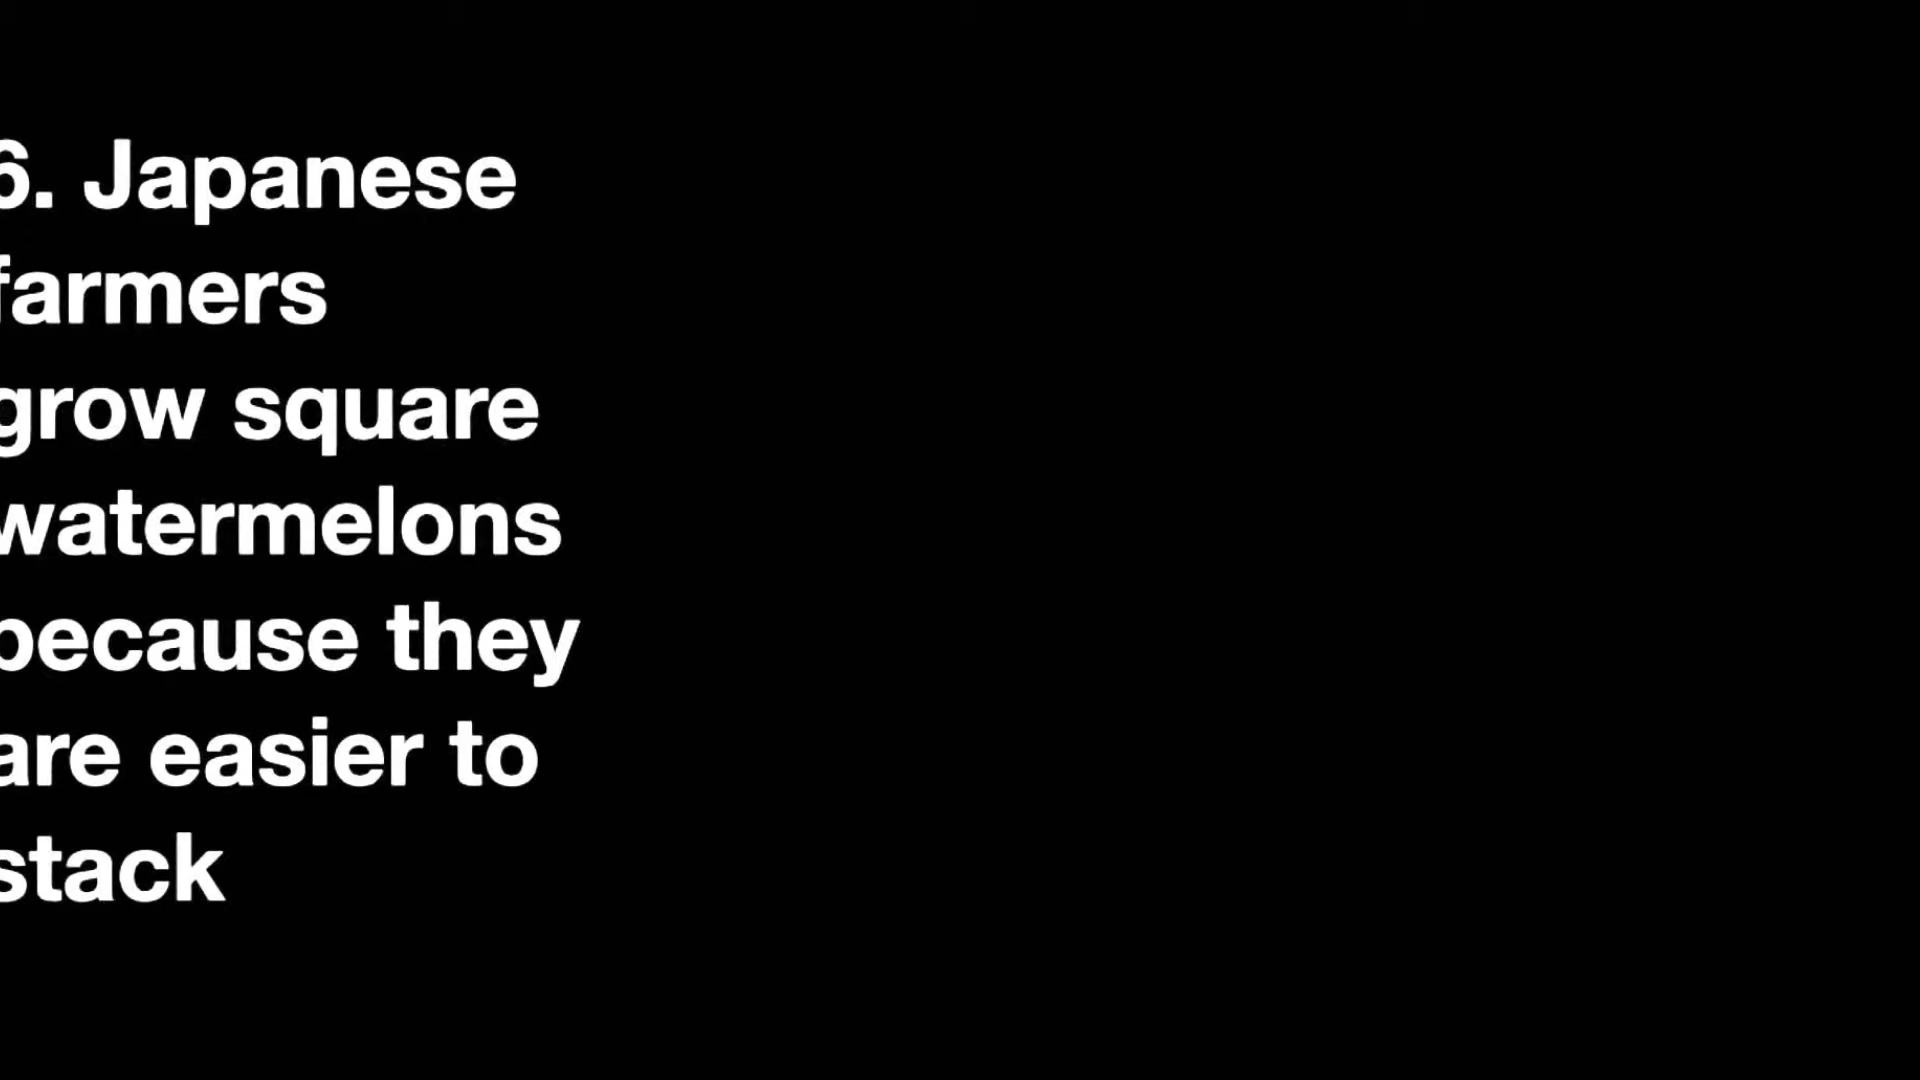 6. Japanese
farmers
grow square
watermelons
because they
are easier to
stack